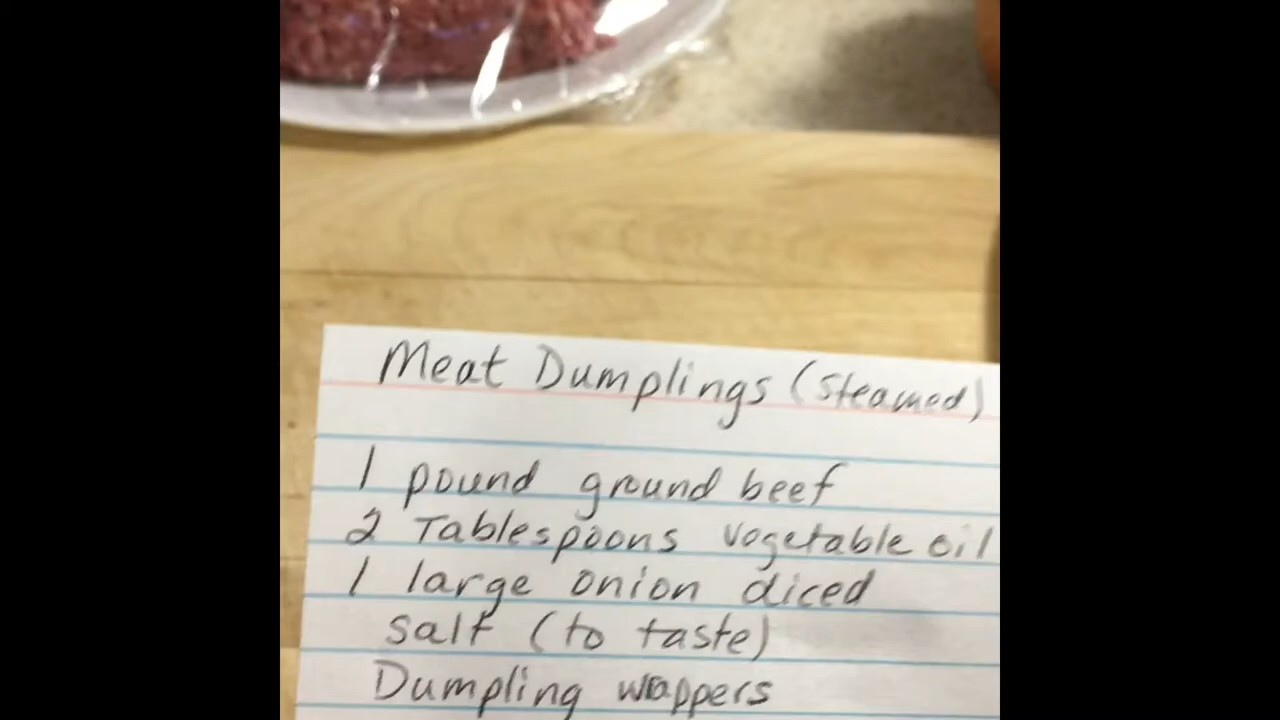 Meat Dumplings (steamed)
1 pound ground beef
2 Tablespoons vegetable oil
1 large onion diced
salt (to taste)
Dumpling wrappers